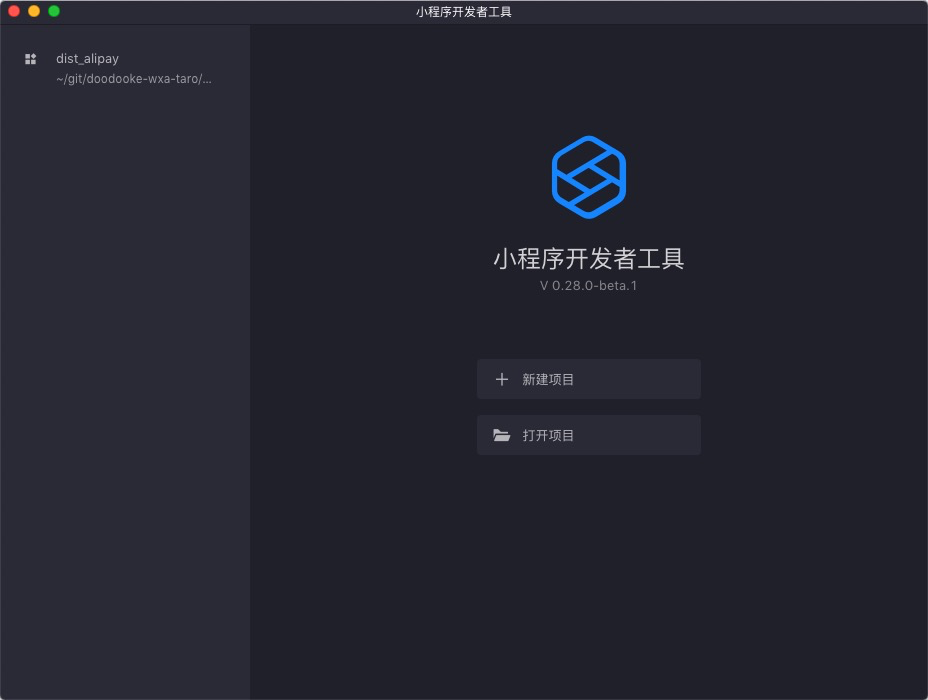 小程序开发者工具
dist_alipay
~/git/doodooke-wxa-taro/...
小程序开发者工具
V 0.28.0-beta.1
新建项目
打开项目